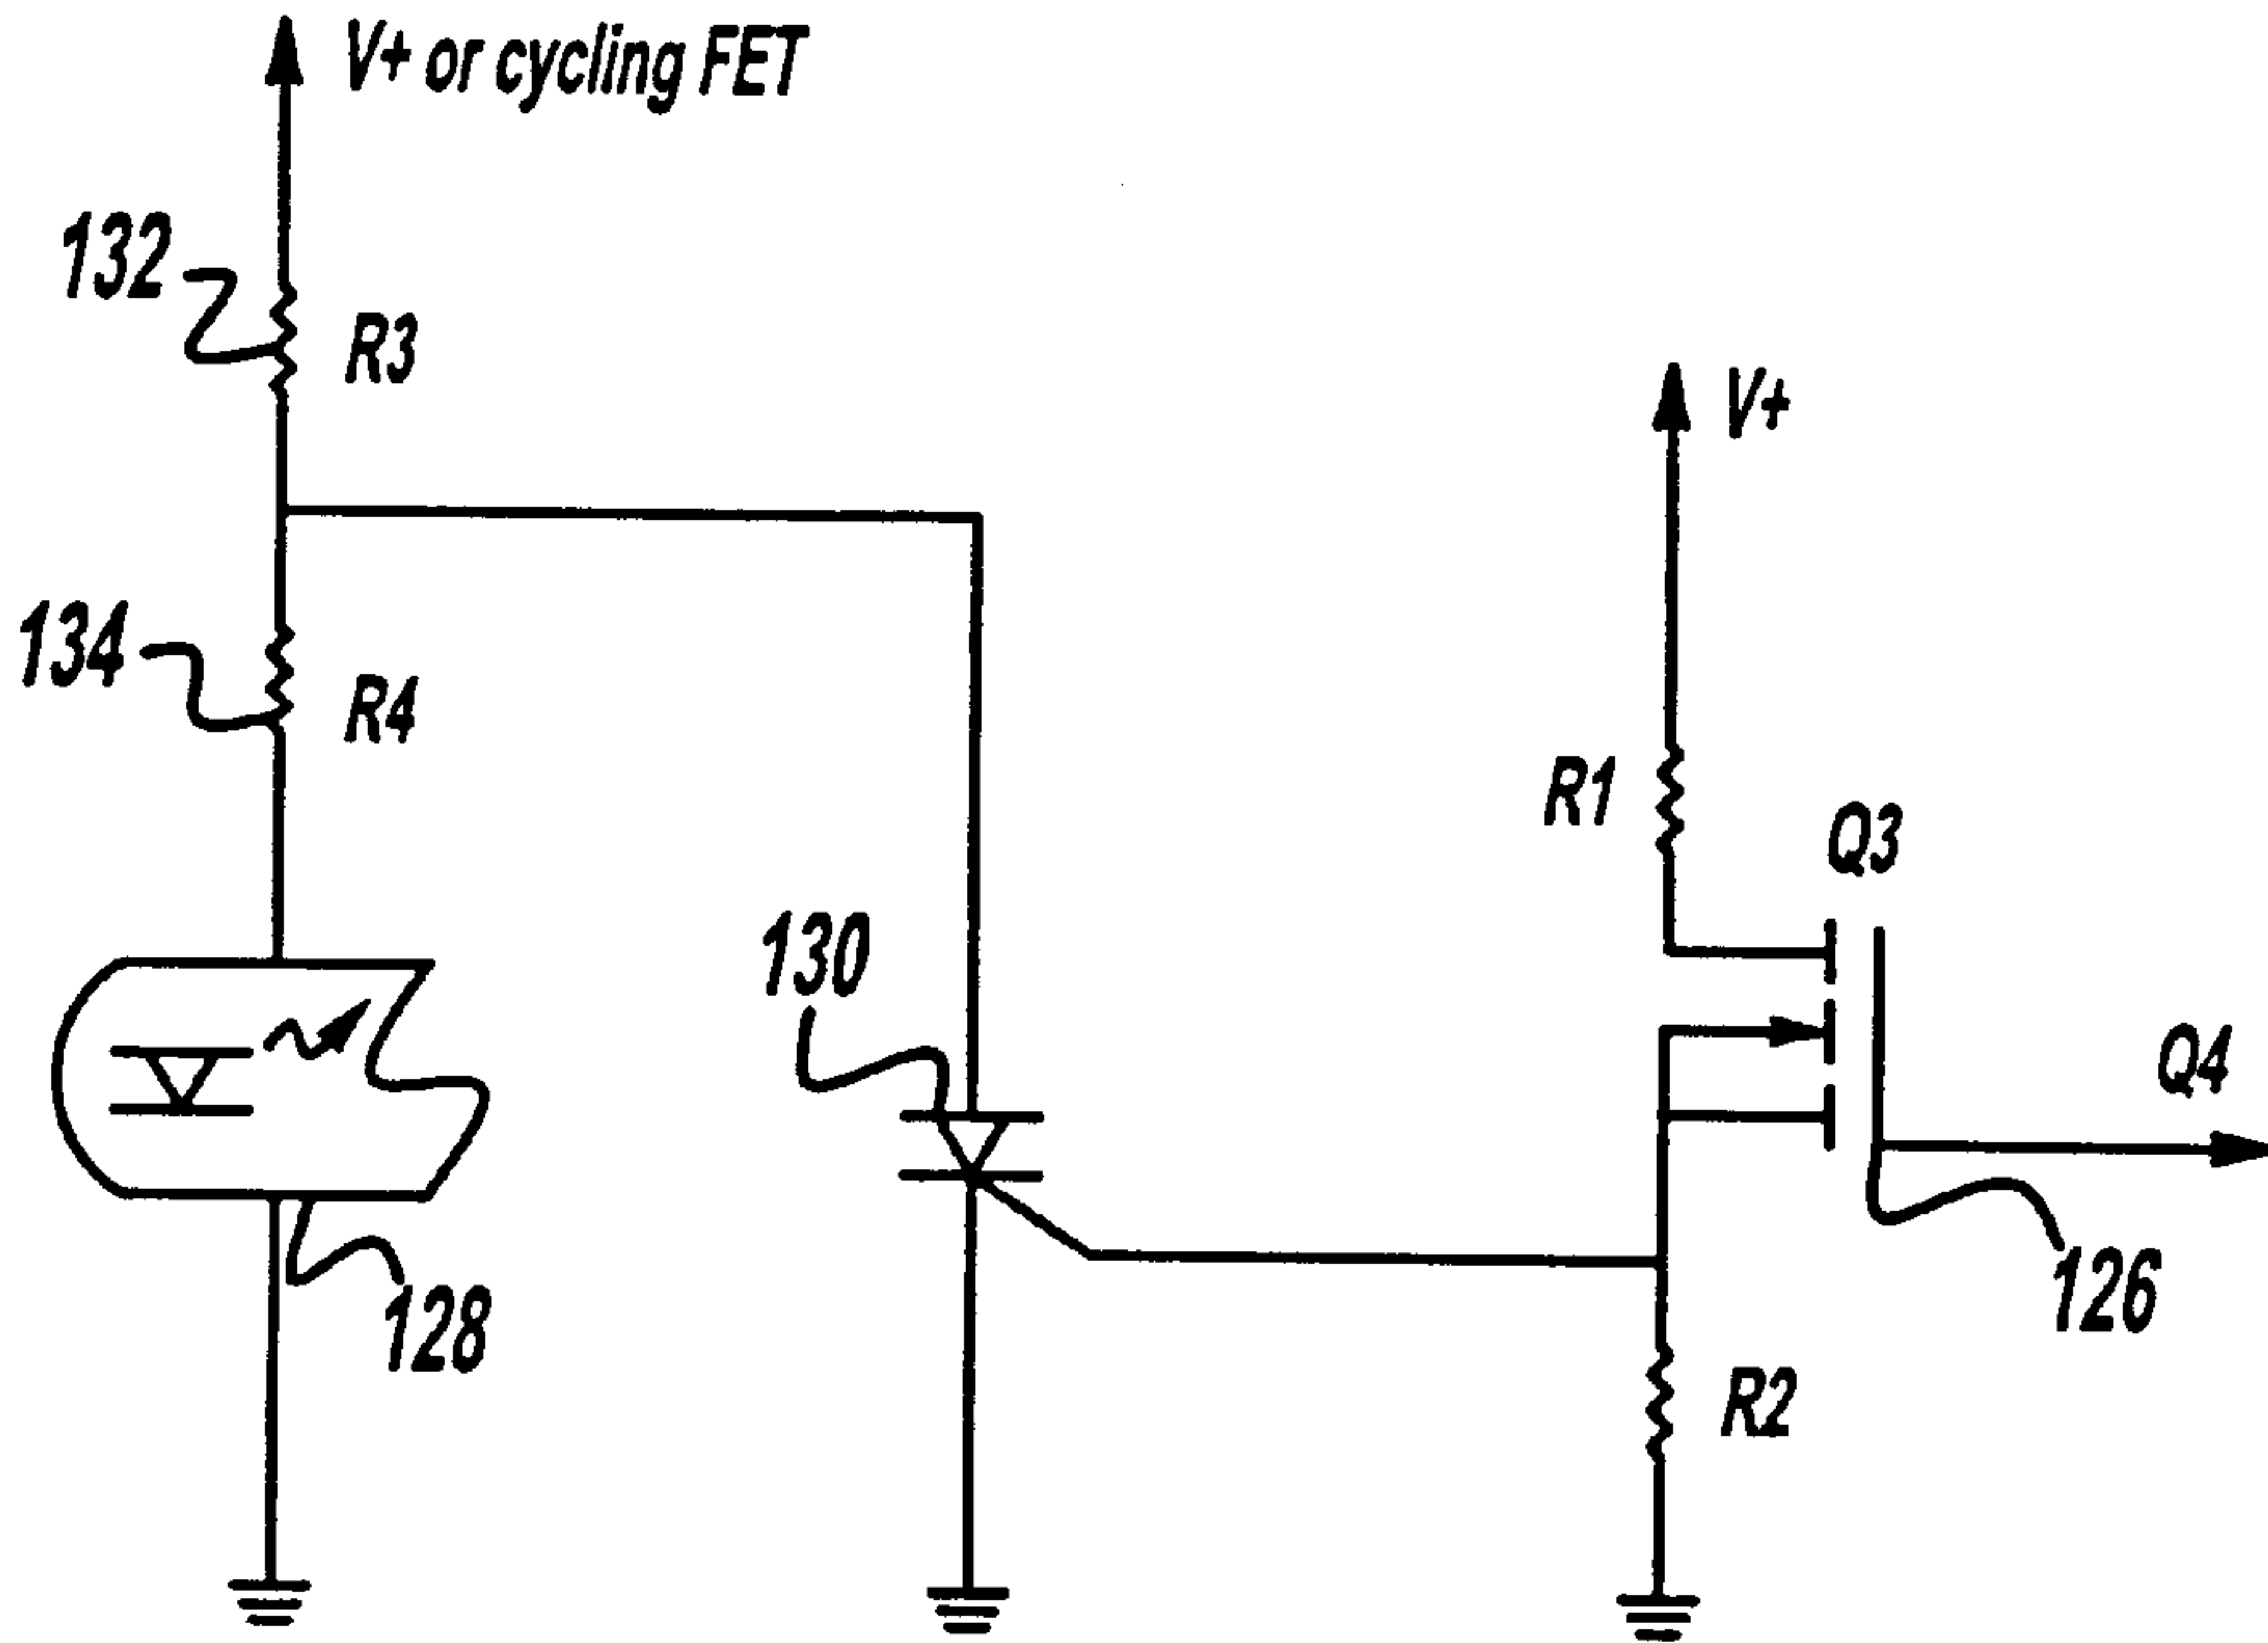 V+ or cycling FET
132
R3
V+
134
R4
R1
Q3
130
Q4
126
128
R2